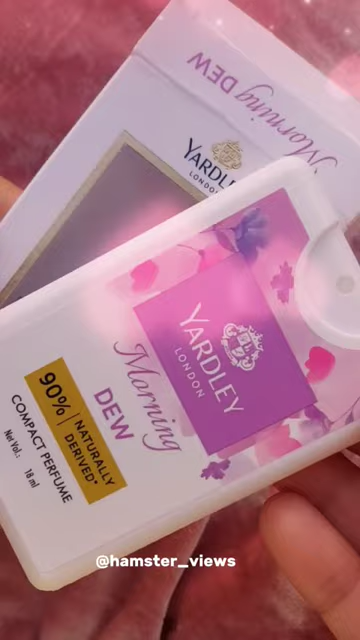 Morning DEW
YARDLEY
LONDON
YARDLEY
LONDON
Morning
DEW
90% | NATURALLY
DERIVED*
COMPACT PERFUME
Net Vol.: 18 ml
@hamster_views